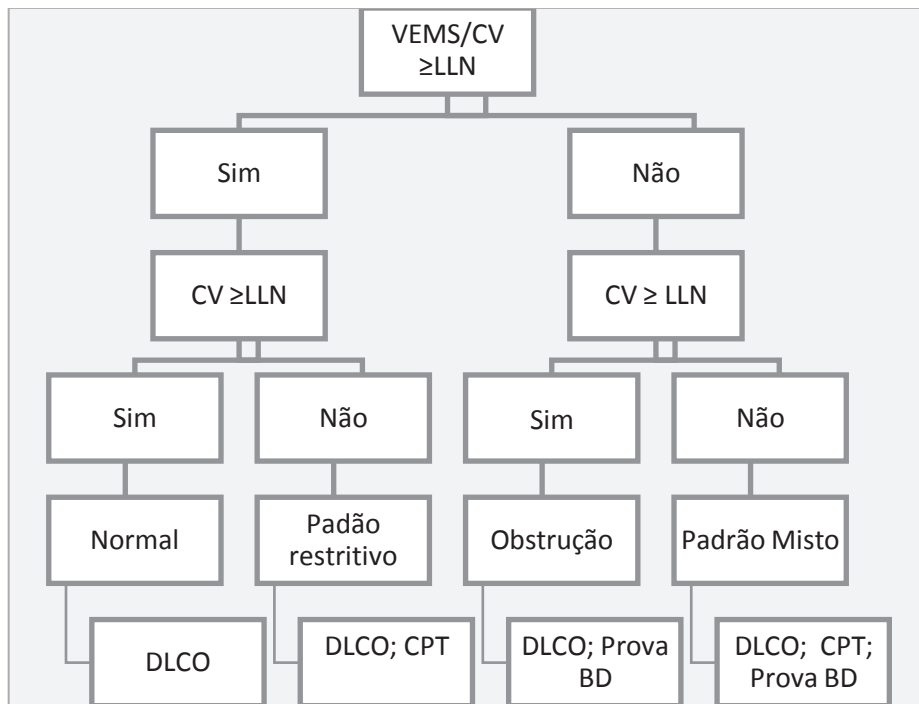 VEMS/CV
≥LLN
Sim
Não
CV ≥LLN
CV ≥ LLN
Sim
Não
Sim
Não
Normal
Padão
restritivo
Obstrução
Padrão Misto
DLCO
DLCO; CPT
DLCO; Prova
BD
DLCO; CPT;
Prova BD